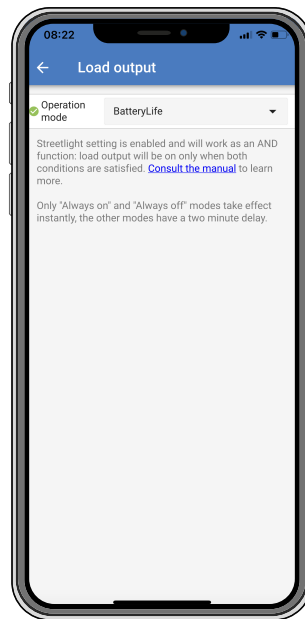 08:22
Load output
Operation
mode
BatteryLife
Streetlight setting is enabled and will work as an AND
function: load output will be on only when both
conditions are satisfied. Consult the manual to learn
more.
Only "Always on" and "Always off" modes take effect
instantly, the other modes have a two minute delay.